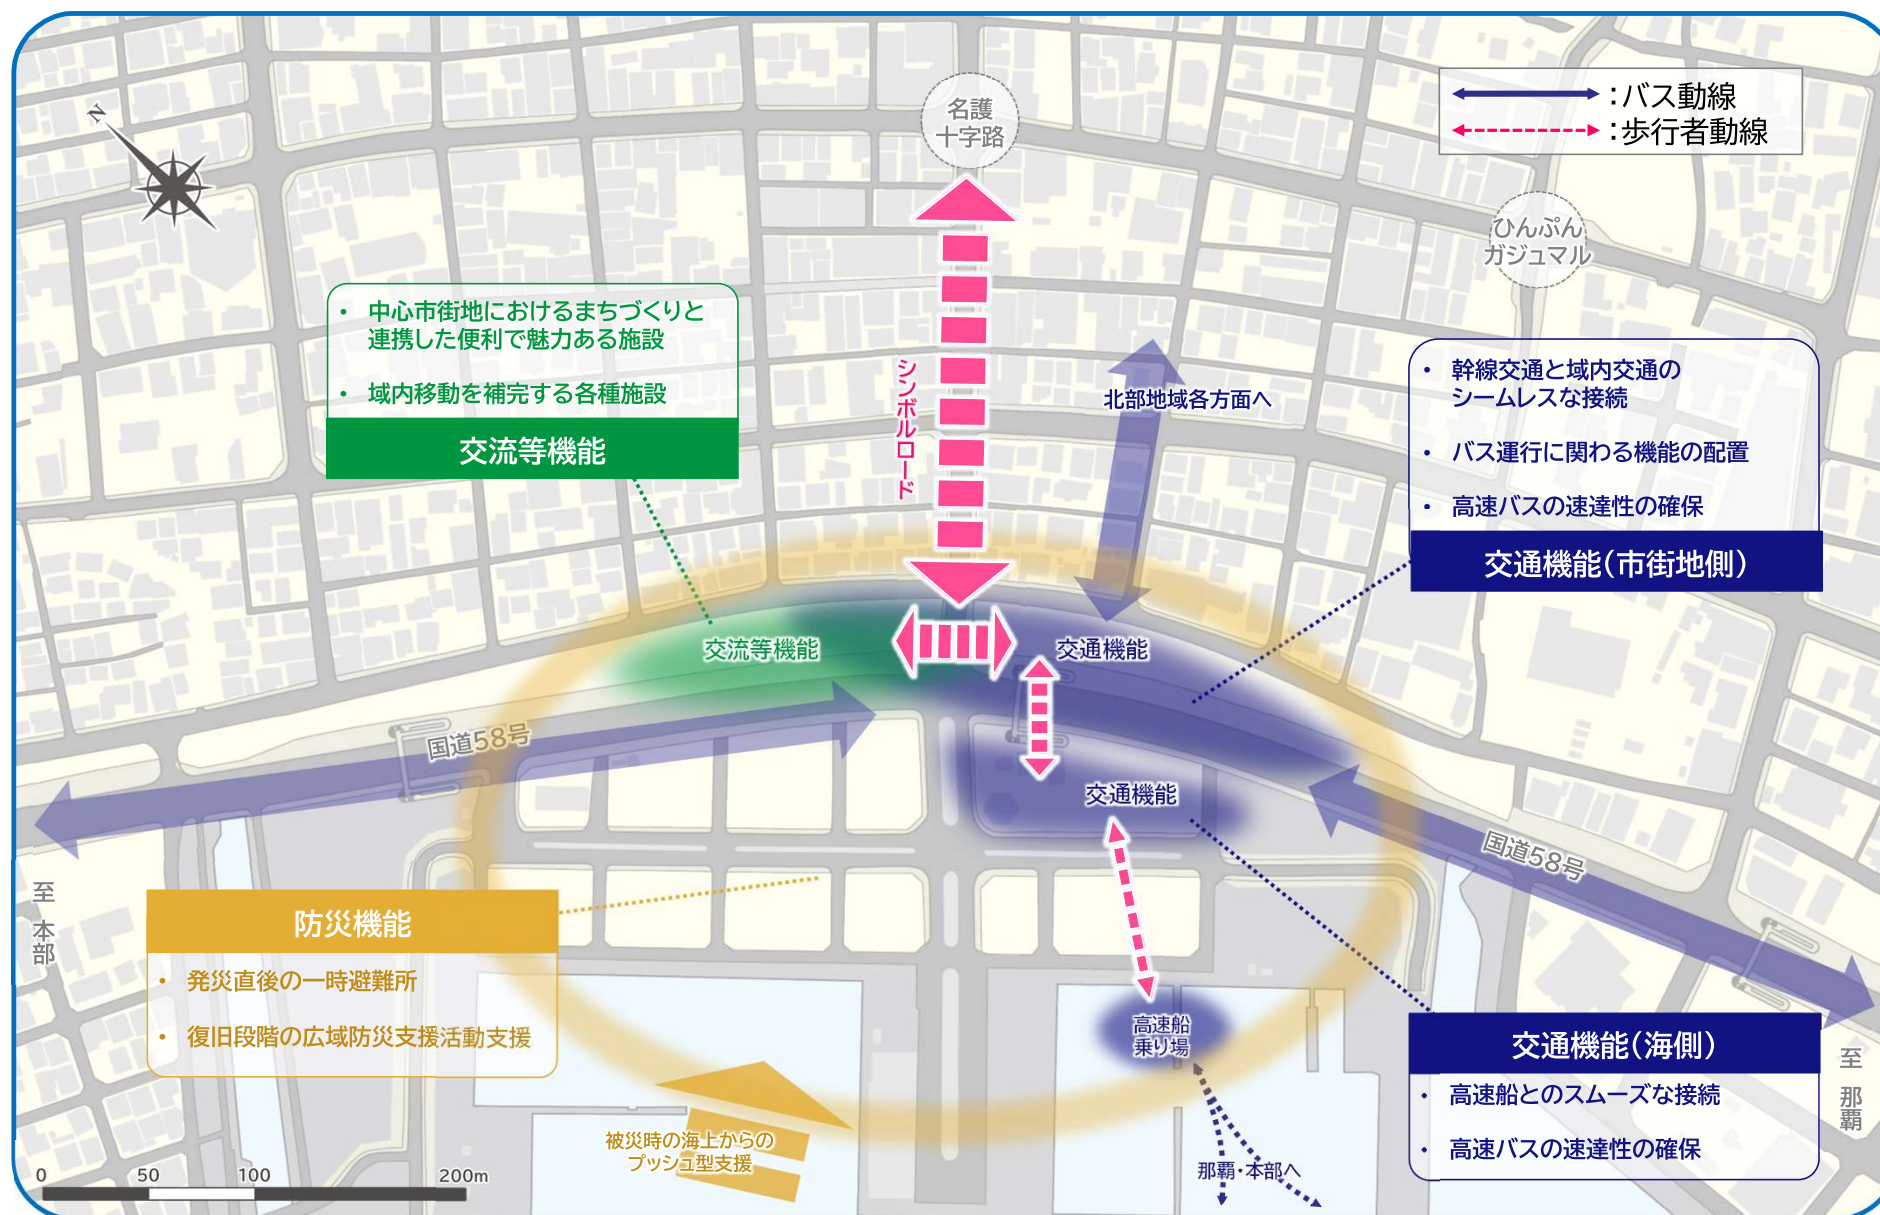 N
名護
十字路
：バス動線
：歩行者動線
ひんぷん
ガジュマル
・ 中心市街地におけるまちづくりと
連携した便利で魅力ある施設
・ 域内移動を補完する各種施設
交流等機能
シンボルロード
北部地域各方面へ
・ 幹線交通と域内交通の
シームレスな接続
・ バス運行に関わる機能の配置
・ 高速バスの速達性の確保
交通機能（市街地側）
交流等機能
交通機能
国道58号
交通機能
国道58号
至 本部
防災機能
・ 発災直後の一時避難所
・ 復旧段階の広域防災支援活動支援
高速船
乗り場
交通機能（海側）
・ 高速船とのスムーズな接続
・ 高速バスの速達性の確保
至 那覇
被災時の海上からの
プッシュ型支援
那覇・本部へ
0 50 100 200m